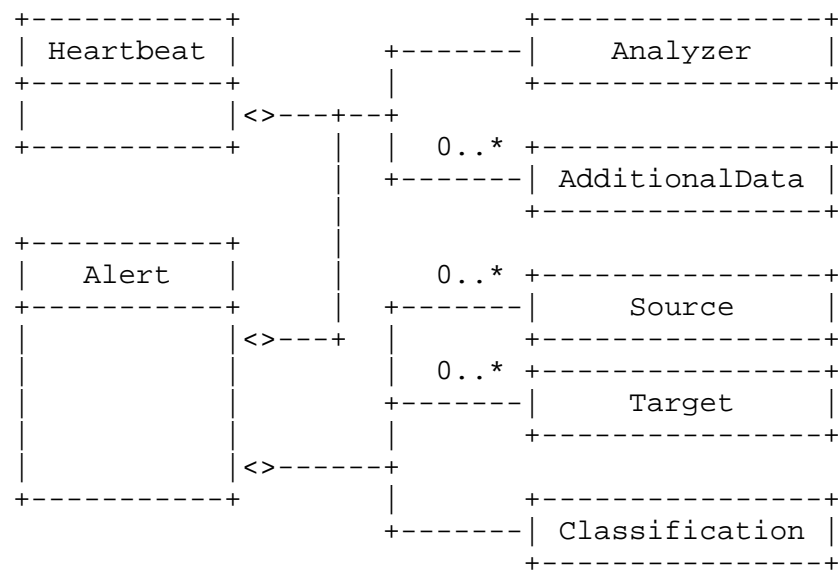 +-----------+                +----------------+
| Heartbeat |        +-------|    Analyzer    |
+-----------+        |       +----------------+
|           |<>---+--+
+-----------+     |  |  0..* +----------------+
                  |  +-------| AdditionalData |
                  |          +----------------+
+-----------+     |
|   Alert   |     |     0..* +----------------+
+-----------+     |  +-------|     Source     |
|           |<>---+  |       +----------------+
|           |        |  0..* +----------------+
|           |        +-------|     Target     |
|           |        |       +----------------+
|           |<>------+
+-----------+        |       +----------------+
                     +-------| Classification |
                             +----------------+